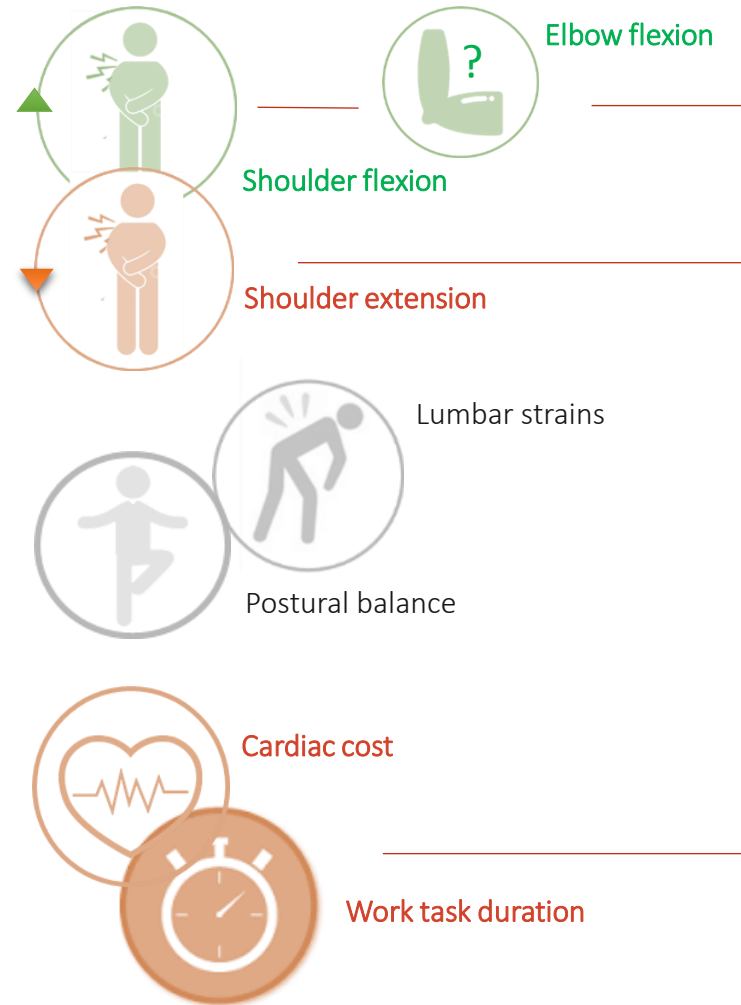 Elbow flexion
?
Shoulder flexion
Shoulder extension
Lumbar strains
Postural balance
Cardiac cost
Work task duration